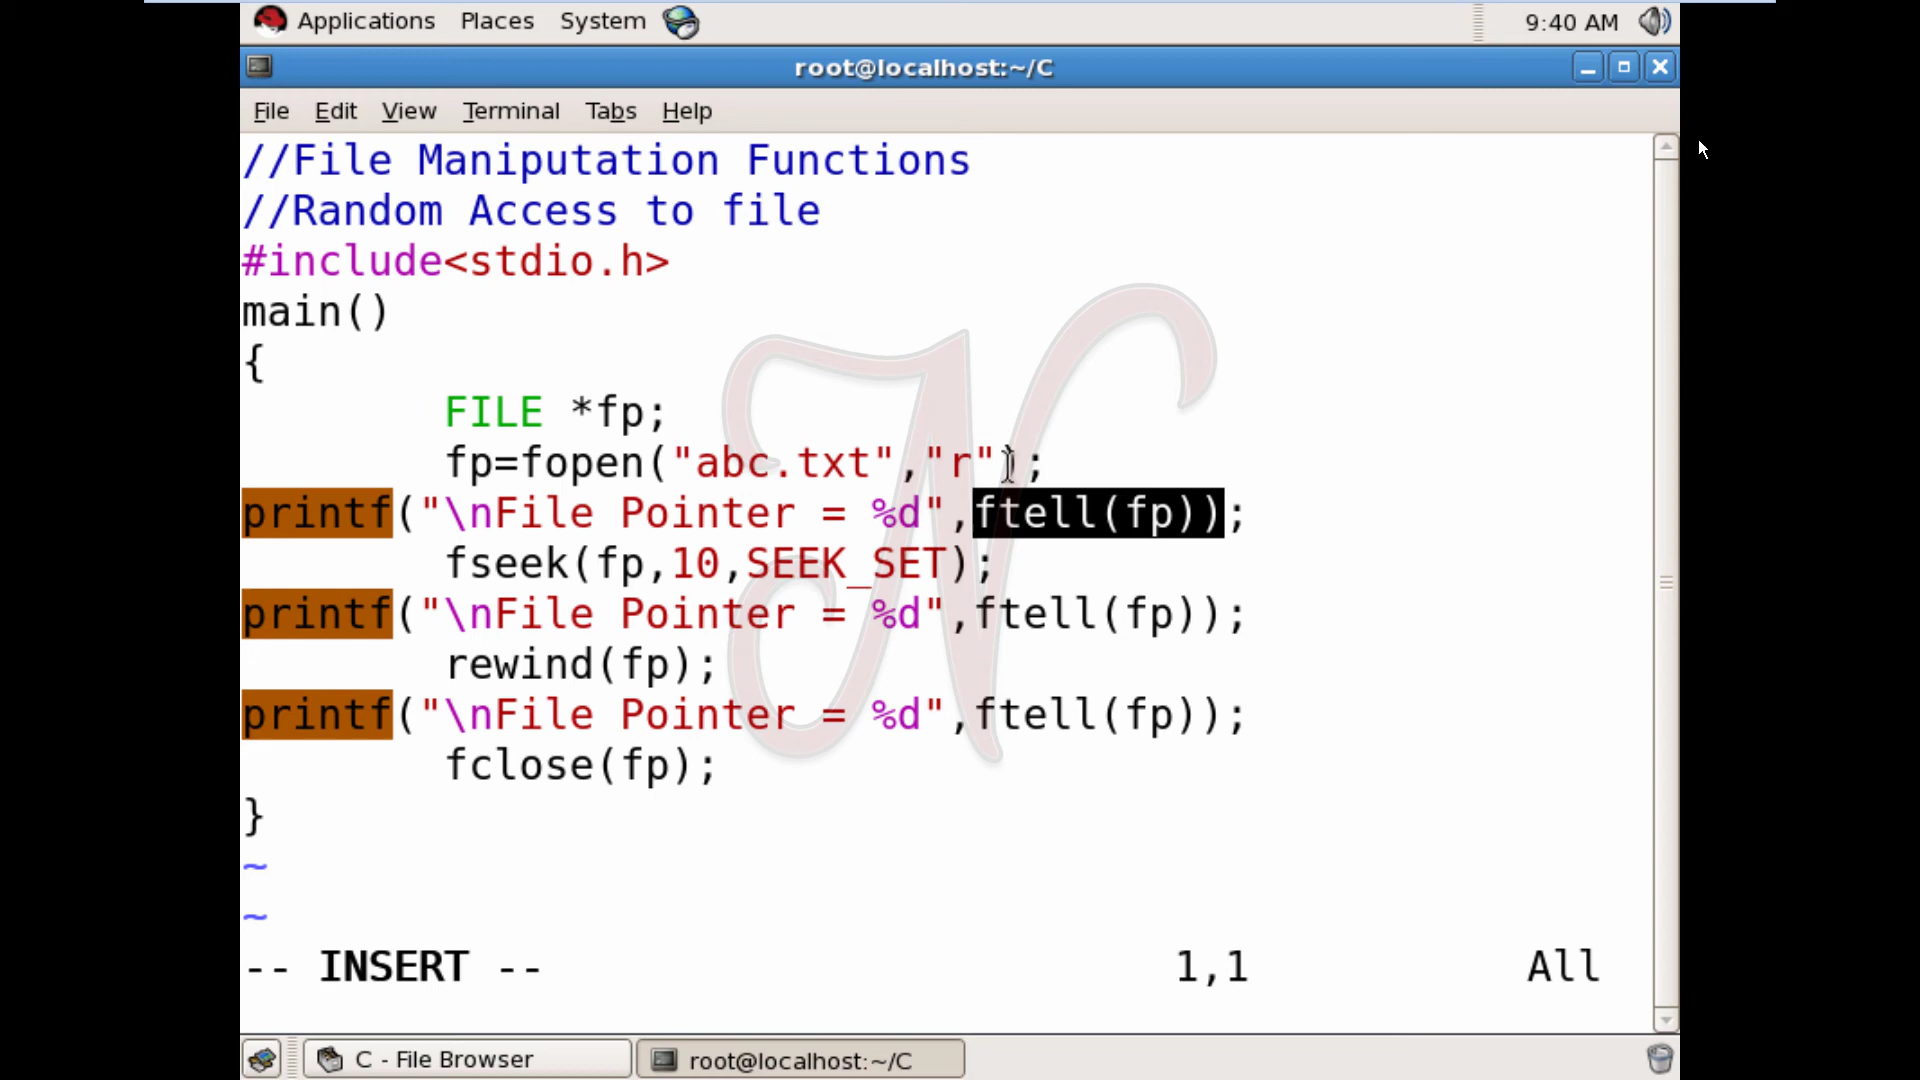 Applications Places System 9:40 AM
root@localhost:~/C
File Edit View Terminal Tabs Help
//File Maniputation Functions
//Random Access to file
#include<stdio.h>
main()
{
FILE *fp;
fp=fopen("abc.txt","r");
printf("\nFile Pointer = %d",ftell(fp));
fseek(fp,10,SEEK_SET);
printf("\nFile Pointer = %d",ftell(fp));
rewind(fp);
printf("\nFile Pointer = %d",ftell(fp));
fclose(fp);
}
~
~
-- INSERT -- 1,1 All
C - File Browser root@localhost:~/C